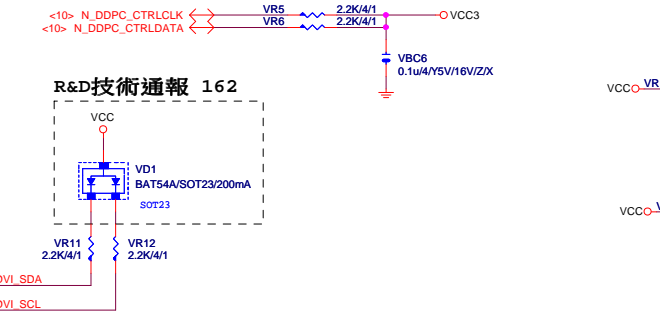 <10> N_DDPC_CTRLCLK VR5 2.2K/4/1 VCC3
<10> N_DDPC_CTRLDATA VR6 2.2K/4/1
VBC6
0.1u/4/Y5V/16V/Z/X
R&D技術通報 162
VCC
VCC VR
VD1
BAT54A/SOT23/200mA
SOT23
VCC
VR11
2.2K/4/1
VR12
2.2K/4/1
DVI_SDA
DVI_SCL